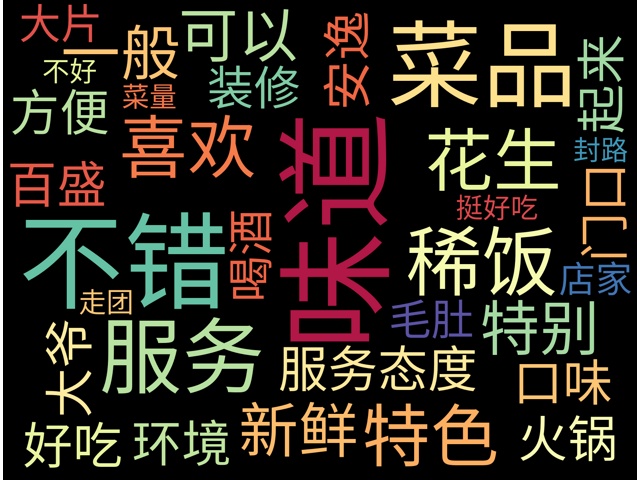 大片
一般
可以
安逸
菜品
起来
不好
菜量
装修
方便
喜欢
味道
花生
封路
百盛
挺好吃
门口
不错
喝酒
稀饭
店家
走团
毛肚
特别
大爷
服务
服务态度
口味
好吃
环境
新鲜
特色
火锅